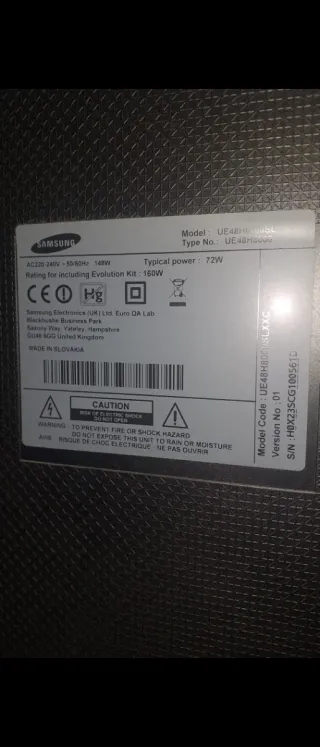 SAMSUNG
Model : UE48H8000SL
Type No.: UE48H8000
AC220-240V ~ 50/60Hz 148W
Typical power : 72W
Rating for including Evolution Kit : 160W
CE
Hg
Samsung Electronics (UK) Ltd. Euro QA Lab.
Blackbushe Business Park
Saxony Way, Yateley, Hampshire
GU46 6GG United Kingdom
MADE IN SLOVAKIA
CAUTION
RISK OF ELECTRIC SHOCK
DO NOT OPEN
WARNING : TO PREVENT FIRE OR SHOCK HAZARD
DO NOT EXPOSE THIS UNIT TO RAIN OR MOISTURE
AVIS : RISQUE DE CHOC ELECTRIQUE NE PAS OUVRIR
Model Code : UE48H8000SLXXC
Version No :01
S/N :H0X23SCG100561D